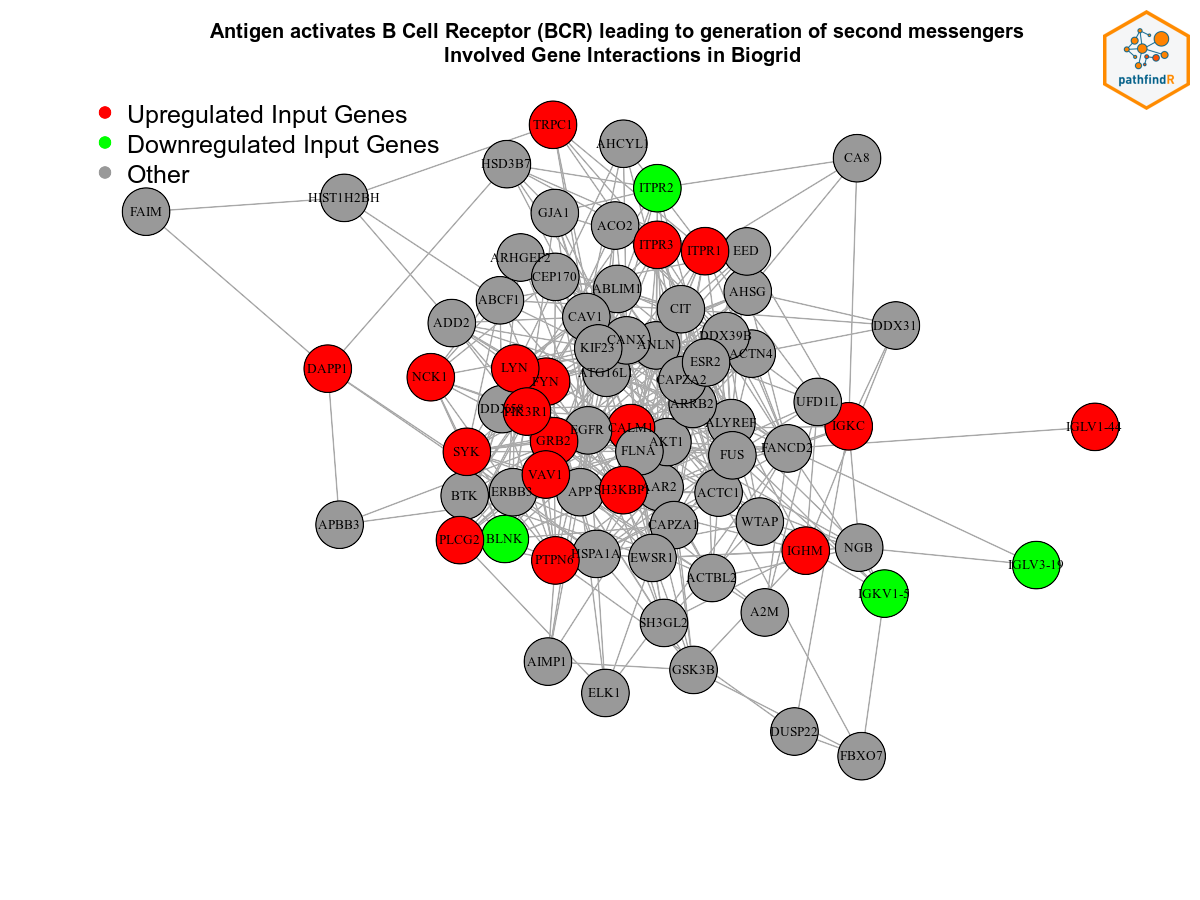 Antigen activates B Cell Receptor (BCR) leading to generation of second messengers
Involved Gene Interactions in Biogrid
pathfindR
Upregulated Input Genes
Downregulated Input Genes
Other
TRPC1
AHCYL1
CA8
HSD3B7
ITPR2
HIST1H2BH
FAIM
GJA1
ACO2
ITPR3
ITPR1
EED
ARHGEF2
CEP170
ABLIM1
AHSG
ABCF1
CIT
CAV1
ADD2
DDX31
DDX39B
CANX
ANLN
KIF23
ACTN4
ESR2
DAPP1
LYN
ATG16L1
NCK1
FYN
CAPZA2
UFD1L
ARRB2
PIK3R1
ALYREF
IGKC
IGLV1-44
EGFR
CALM1
GRB2
AKT1
FANCD2
SYK
FLNA
FUS
VAV1
AAR2
SH3KBP1
BTK
ERBB3
APP
ACTC1
APBB3
CAPZA1
WTAP
PLCG2
BLNK
NGB
IGHM
PTPN6
HSPA1A
EWSR1
IGLV3-19
ACTBL2
IGKV1-5
A2M
SH3GL2
AIMP1
GSK3B
ELK1
DUSP22
FBXO7